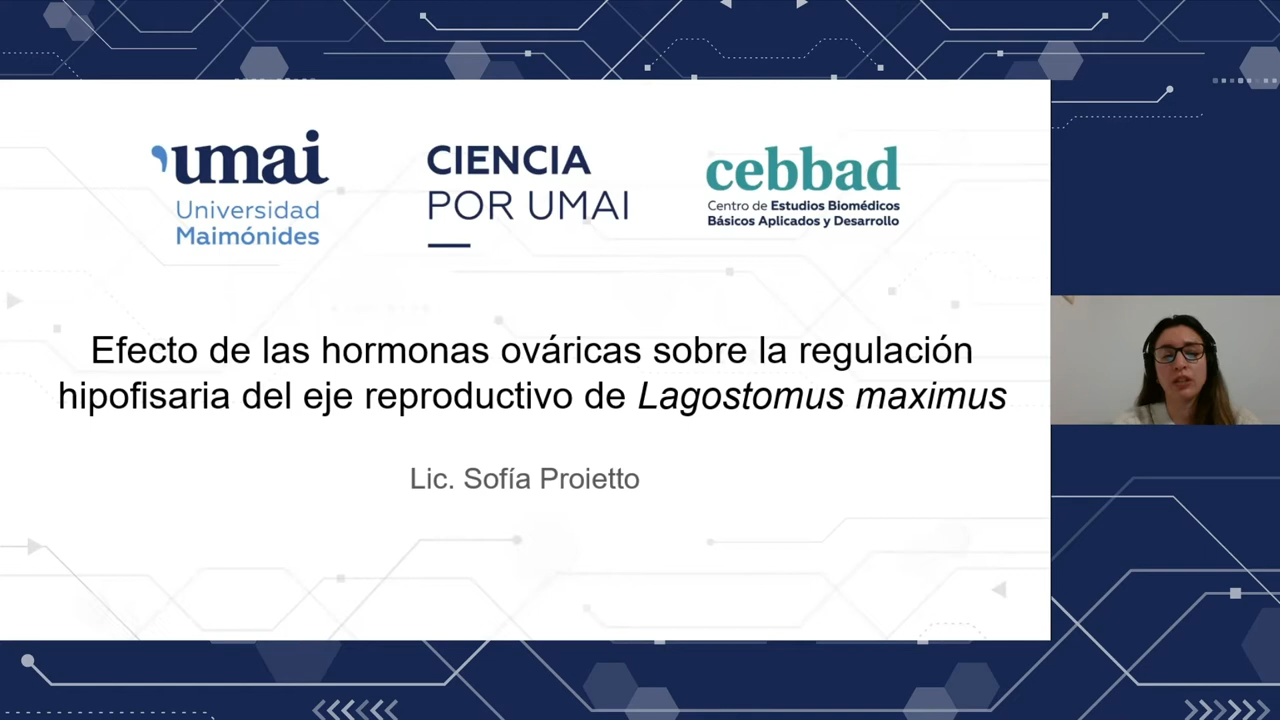 umai
Universidad
Maimónides
CIENCIA
POR UMAI
cebbad
Centro de Estudios Biomédicos
Básicos Aplicados y Desarrollo
Efecto de las hormonas ováricas sobre la regulación
hipofisaria del eje reproductivo de Lagostomus maximus
Lic. Sofía Proietto